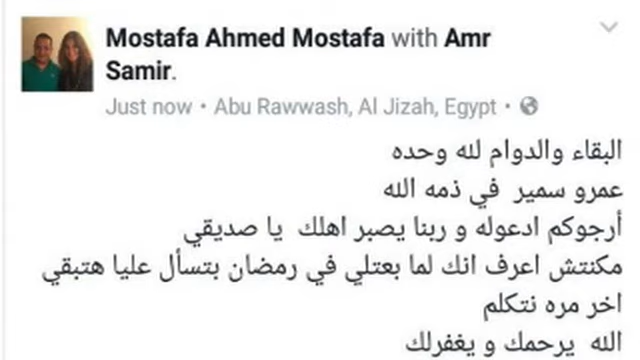 Mostafa Ahmed Mostafa with Amr
Samir.
Just now • Abu Rawwash, Al Jizah, Egypt •
البقاء والدوام لله وحده
عمرو سمير في ذمه الله
أرجوكم ادعوله و ربنا يصبر اهلك يا صديقي
مكنتش اعرف انك لما بعتلي في رمضان بتسأل عليا هتبقي
اخر مره نتكلم
الله يرحمك و يغفرلك